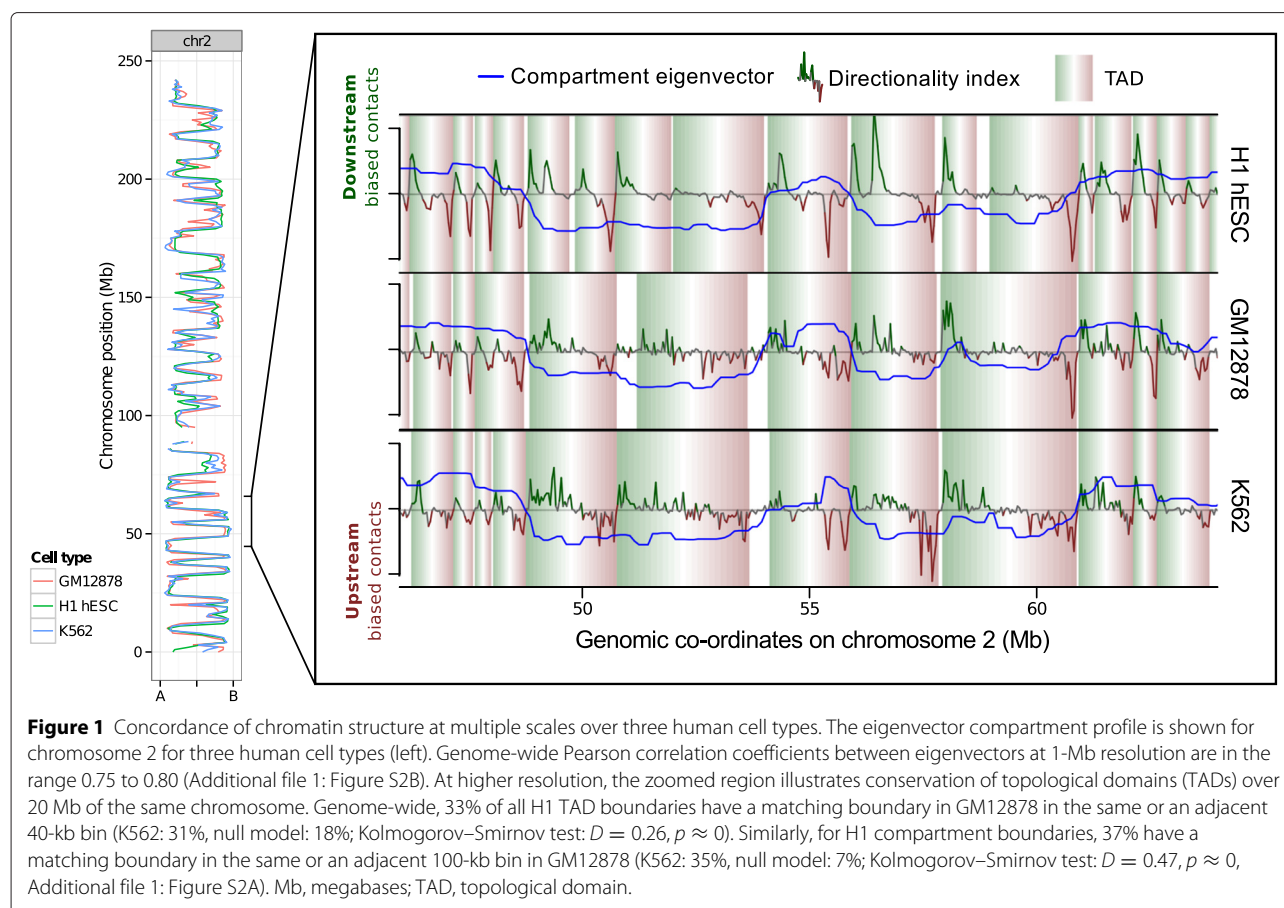 chr2
250
200
150
100
50
0
Chromosome position (Mb)
A
B
Cell type
GM12878
H1 hESC
K562
Compartment eigenvector
Directionality index
TAD
Downstream
biased contacts
Upstream
biased contacts
H1 hESC
GM12878
K562
50
55
60
Genomic co-ordinates on chromosome 2 (Mb)
Figure 1 Concordance of chromatin structure at multiple scales over three human cell types. The eigenvector compartment profile is shown for
chromosome 2 for three human cell types (left). Genome-wide Pearson correlation coefficients between eigenvectors at 1-Mb resolution are in the
range 0.75 to 0.80 (Additional file 1: Figure S2B). At higher resolution, the zoomed region illustrates conservation of topological domains (TADs) over
20 Mb of the same chromosome. Genome-wide, 33% of all H1 TAD boundaries have a matching boundary in GM12878 in the same or an adjacent
40-kb bin (K562: 31%, null model: 18%; Kolmogorov–Smirnov test: D = 0.26, p ≈ 0). Similarly, for H1 compartment boundaries, 37% have a
matching boundary in the same or an adjacent 100-kb bin in GM12878 (K562: 35%, null model: 7%; Kolmogorov–Smirnov test: D = 0.47, p ≈ 0,
Additional file 1: Figure S2A). Mb, megabases; TAD, topological domain.